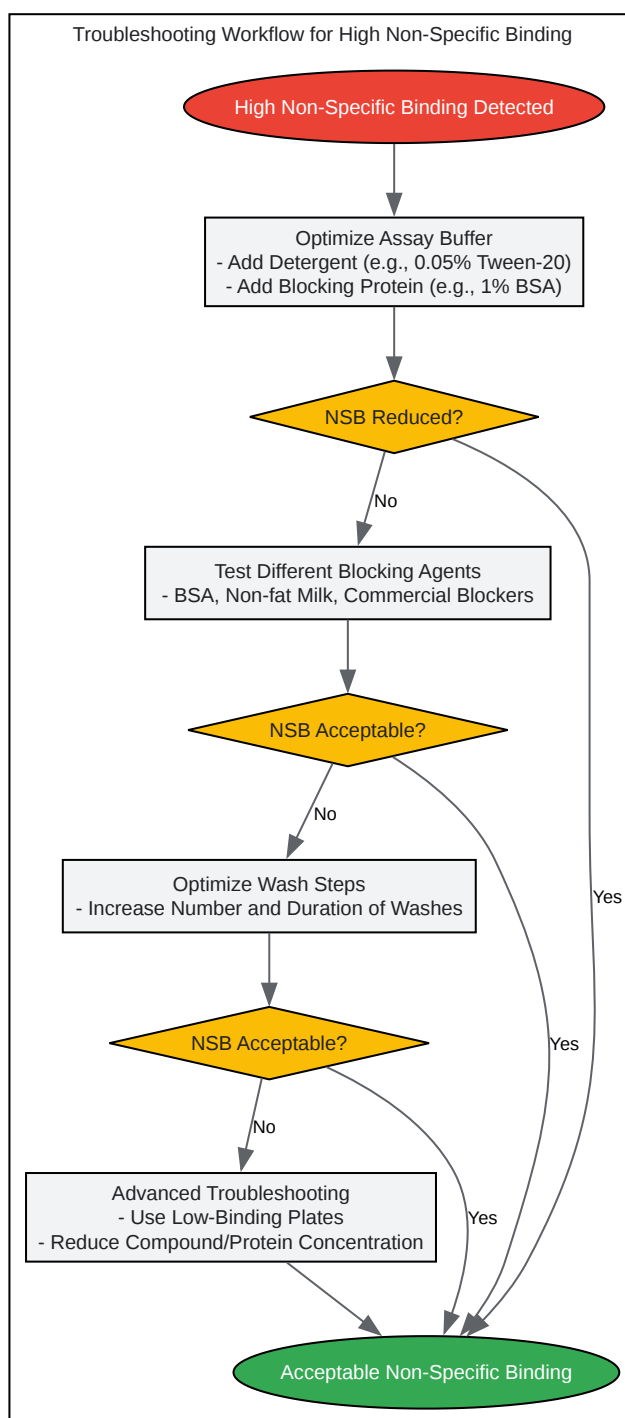 Troubleshooting Workflow for High Non-Specific Binding
High Non-Specific Binding Detected
Optimize Assay Buffer
- Add Detergent (e.g., 0.05% Tween-20)
- Add Blocking Protein (e.g., 1% BSA)
NSB Reduced?
No
Test Different Blocking Agents
- BSA, Non-fat Milk, Commercial Blockers
NSB Acceptable?
No
Optimize Wash Steps
- Increase Number and Duration of Washes
Yes
NSB Acceptable?
Yes
No
Advanced Troubleshooting
- Use Low-Binding Plates
- Reduce Compound/Protein Concentration
Yes
Acceptable Non-Specific Binding